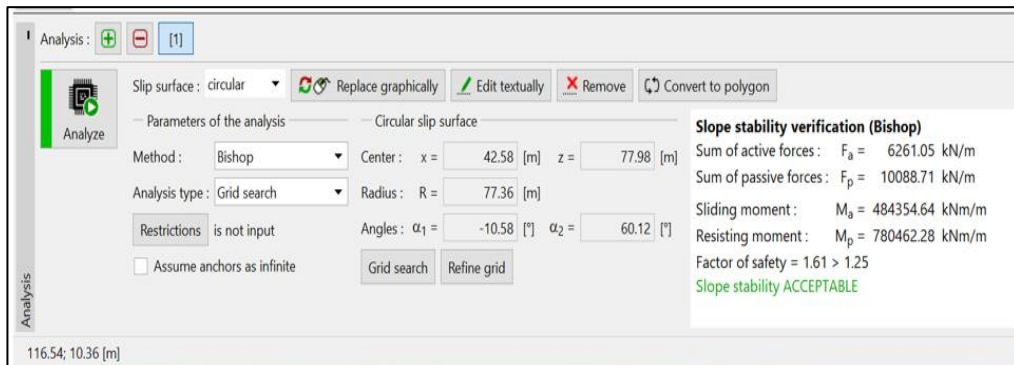 Analysis : [1]
Analyze
Slip surface : circular Replace graphically Edit textually Remove Convert to polygon
Parameters of the analysis
Method : Bishop
Analysis type : Grid search
Restrictions is not input
Assume anchors as infinite
Circular slip surface
Center : x = 42.58 [m] z = 77.98 [m]
Radius : R = 77.36 [m]
Angles : α1 = -10.58 [°] α2 = 60.12 [°]
Grid search Refine grid
Slope stability verification (Bishop)
Sum of active forces : Fa = 6261.05 kN/m
Sum of passive forces : Fp = 10088.71 kN/m
Sliding moment : Ma = 484354.64 kNm/m
Resisting moment : Mp = 780462.28 kNm/m
Factor of safety = 1.61 > 1.25
Slope stability ACCEPTABLE
Analysis
116.54; 10.36 [m]